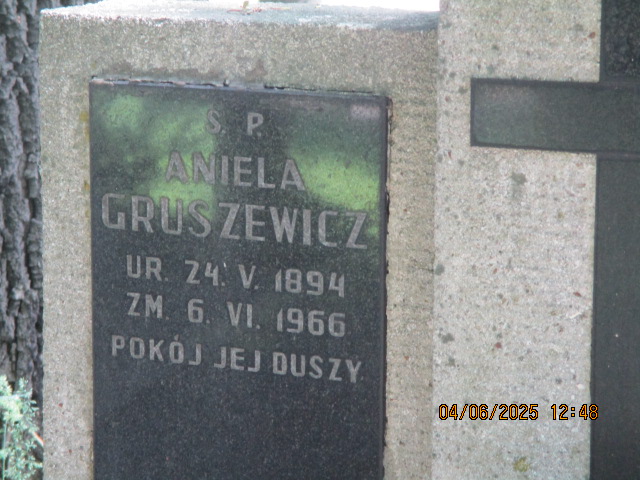 Ś. P.
ANIELA
GRUSZEWICZ
UR. 24. V. 1894
ZM. 6. VI. 1966
POKÓJ JEJ DUSZY
04/06/2025 12:48